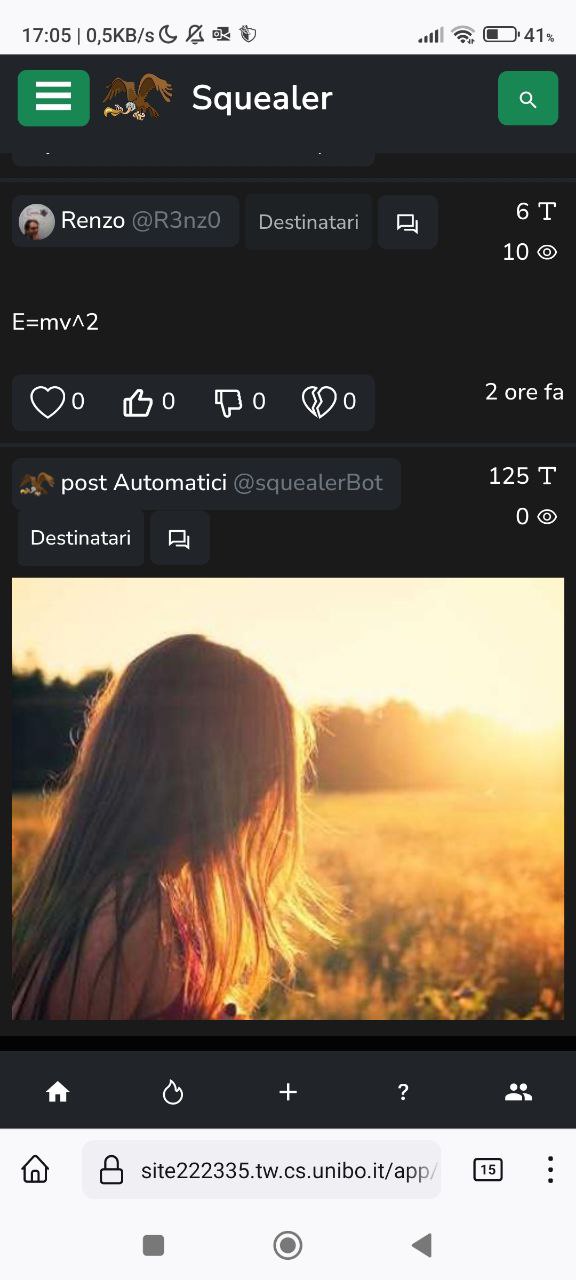 17:05 | 0,5KB/s
41%
Squealer
Renzo @R3nz0
Destinatari
6 T
10
E=mv^2
0 0 0 0
2 ore fa
post Automatici @squealerBot
125 T
0
Destinatari
+ ?
site222335.tw.cs.unibo.it/app/
15